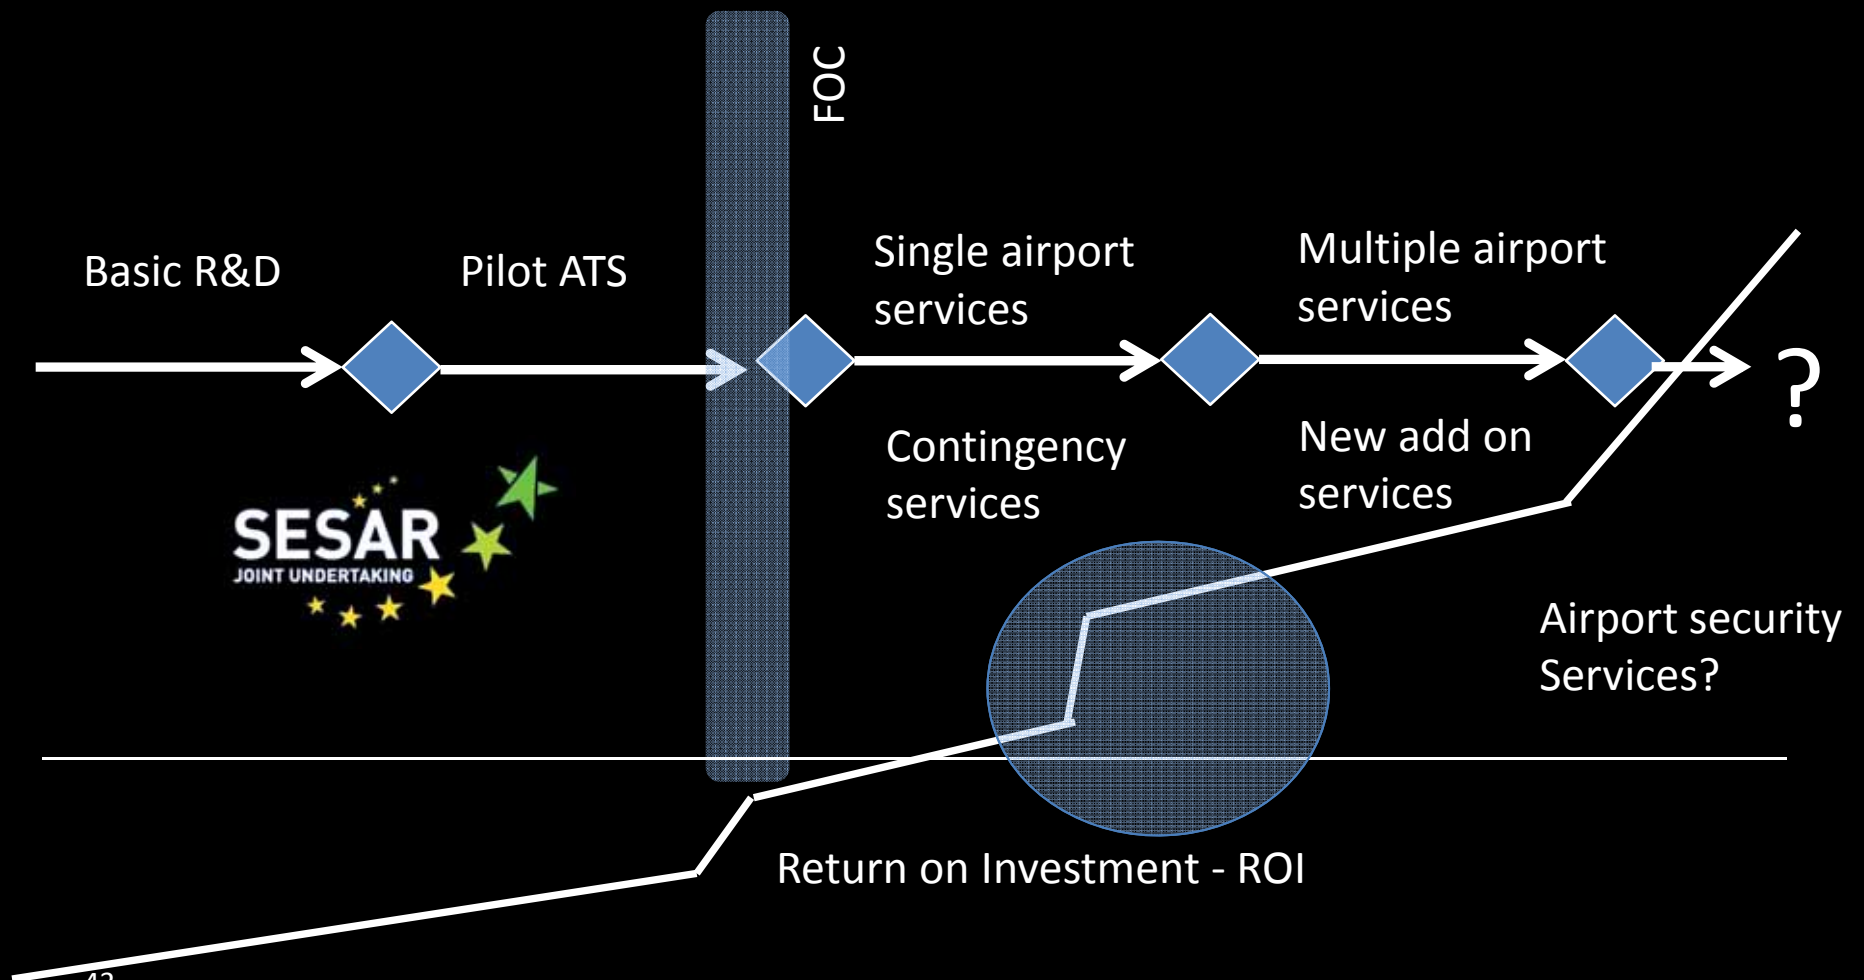 FOC
Basic R&D
Pilot ATS
Single airport
services
Multiple airport
services
?
Contingency
services
New add on
services
SESAR
JOINT UNDERTAKING
Airport security
Services?
Return on Investment - ROI